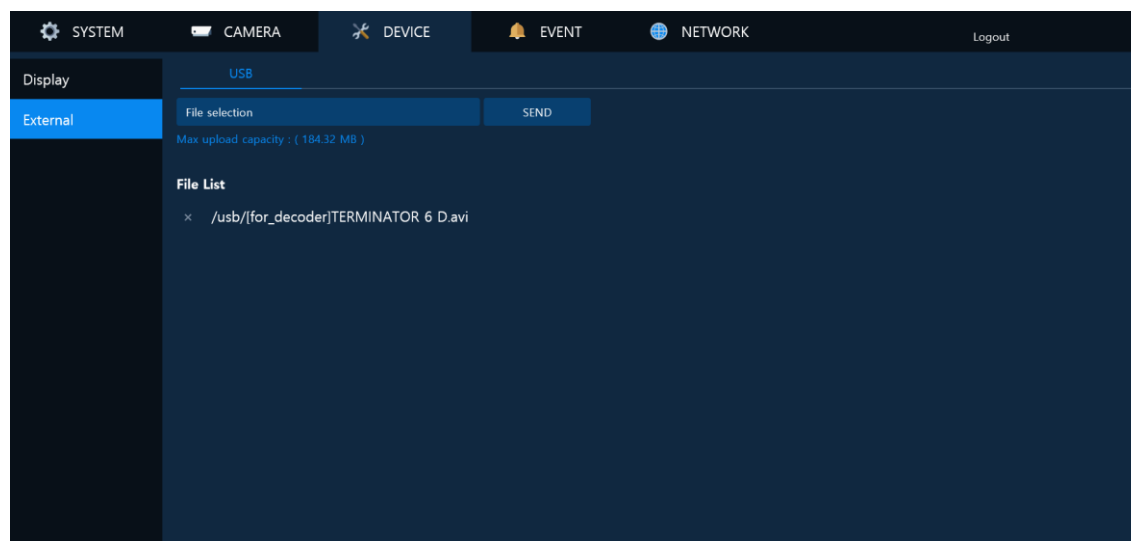 SYSTEM CAMERA DEVICE EVENT NETWORK Logout
Display
External
USB
File selection SEND
Max upload capacity : ( 184.32 MB )
File List
× /usb/[for_decoder]TERMINATOR 6 D.avi